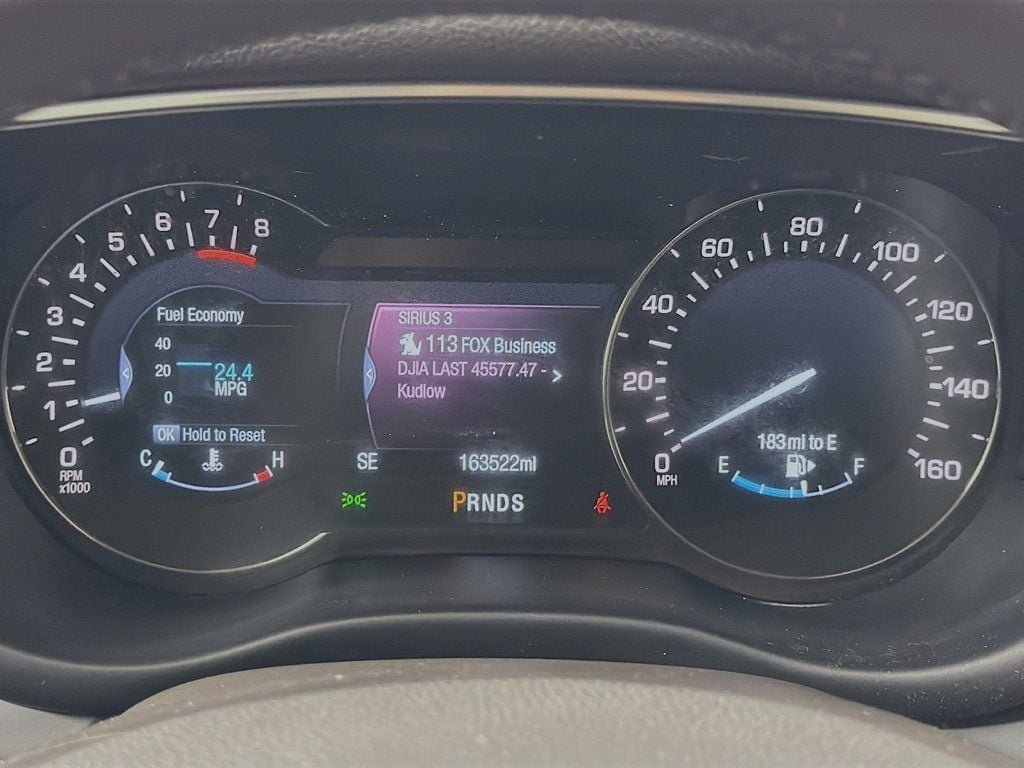 8
7
6
5
4
3
2
1
0
RPM
x1000
Fuel Economy
40
20
0
24.4
MPG
OK Hold to Reset
C H
SIRIUS 3
113 FOX Business
DJIA LAST 45577.47 -
Kudlow
>
SE 163522mi
PRNDS
0
MPH
20
40
60
80
100
120
140
160
183mi to E
E F